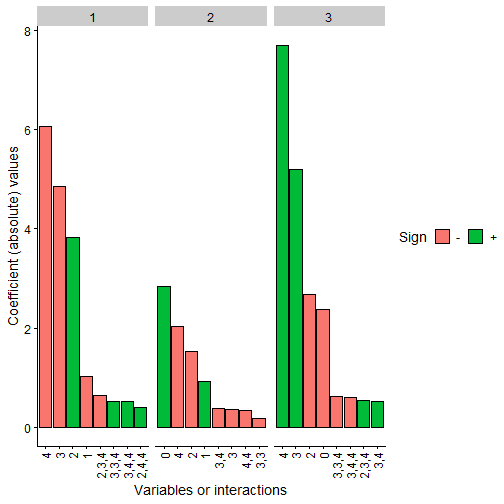 1 2 3
8
6
4
2
0
Coefficient (absolute) values
4 3 2 1 2,3,4 3,3,4 3,4,4 2,4,4
0 4 2 1 3,4 3 4,4 3,3
4 3 2 0 3,3,4 3,4,4 2,3,4 3,4
Variables or interactions
Sign - +